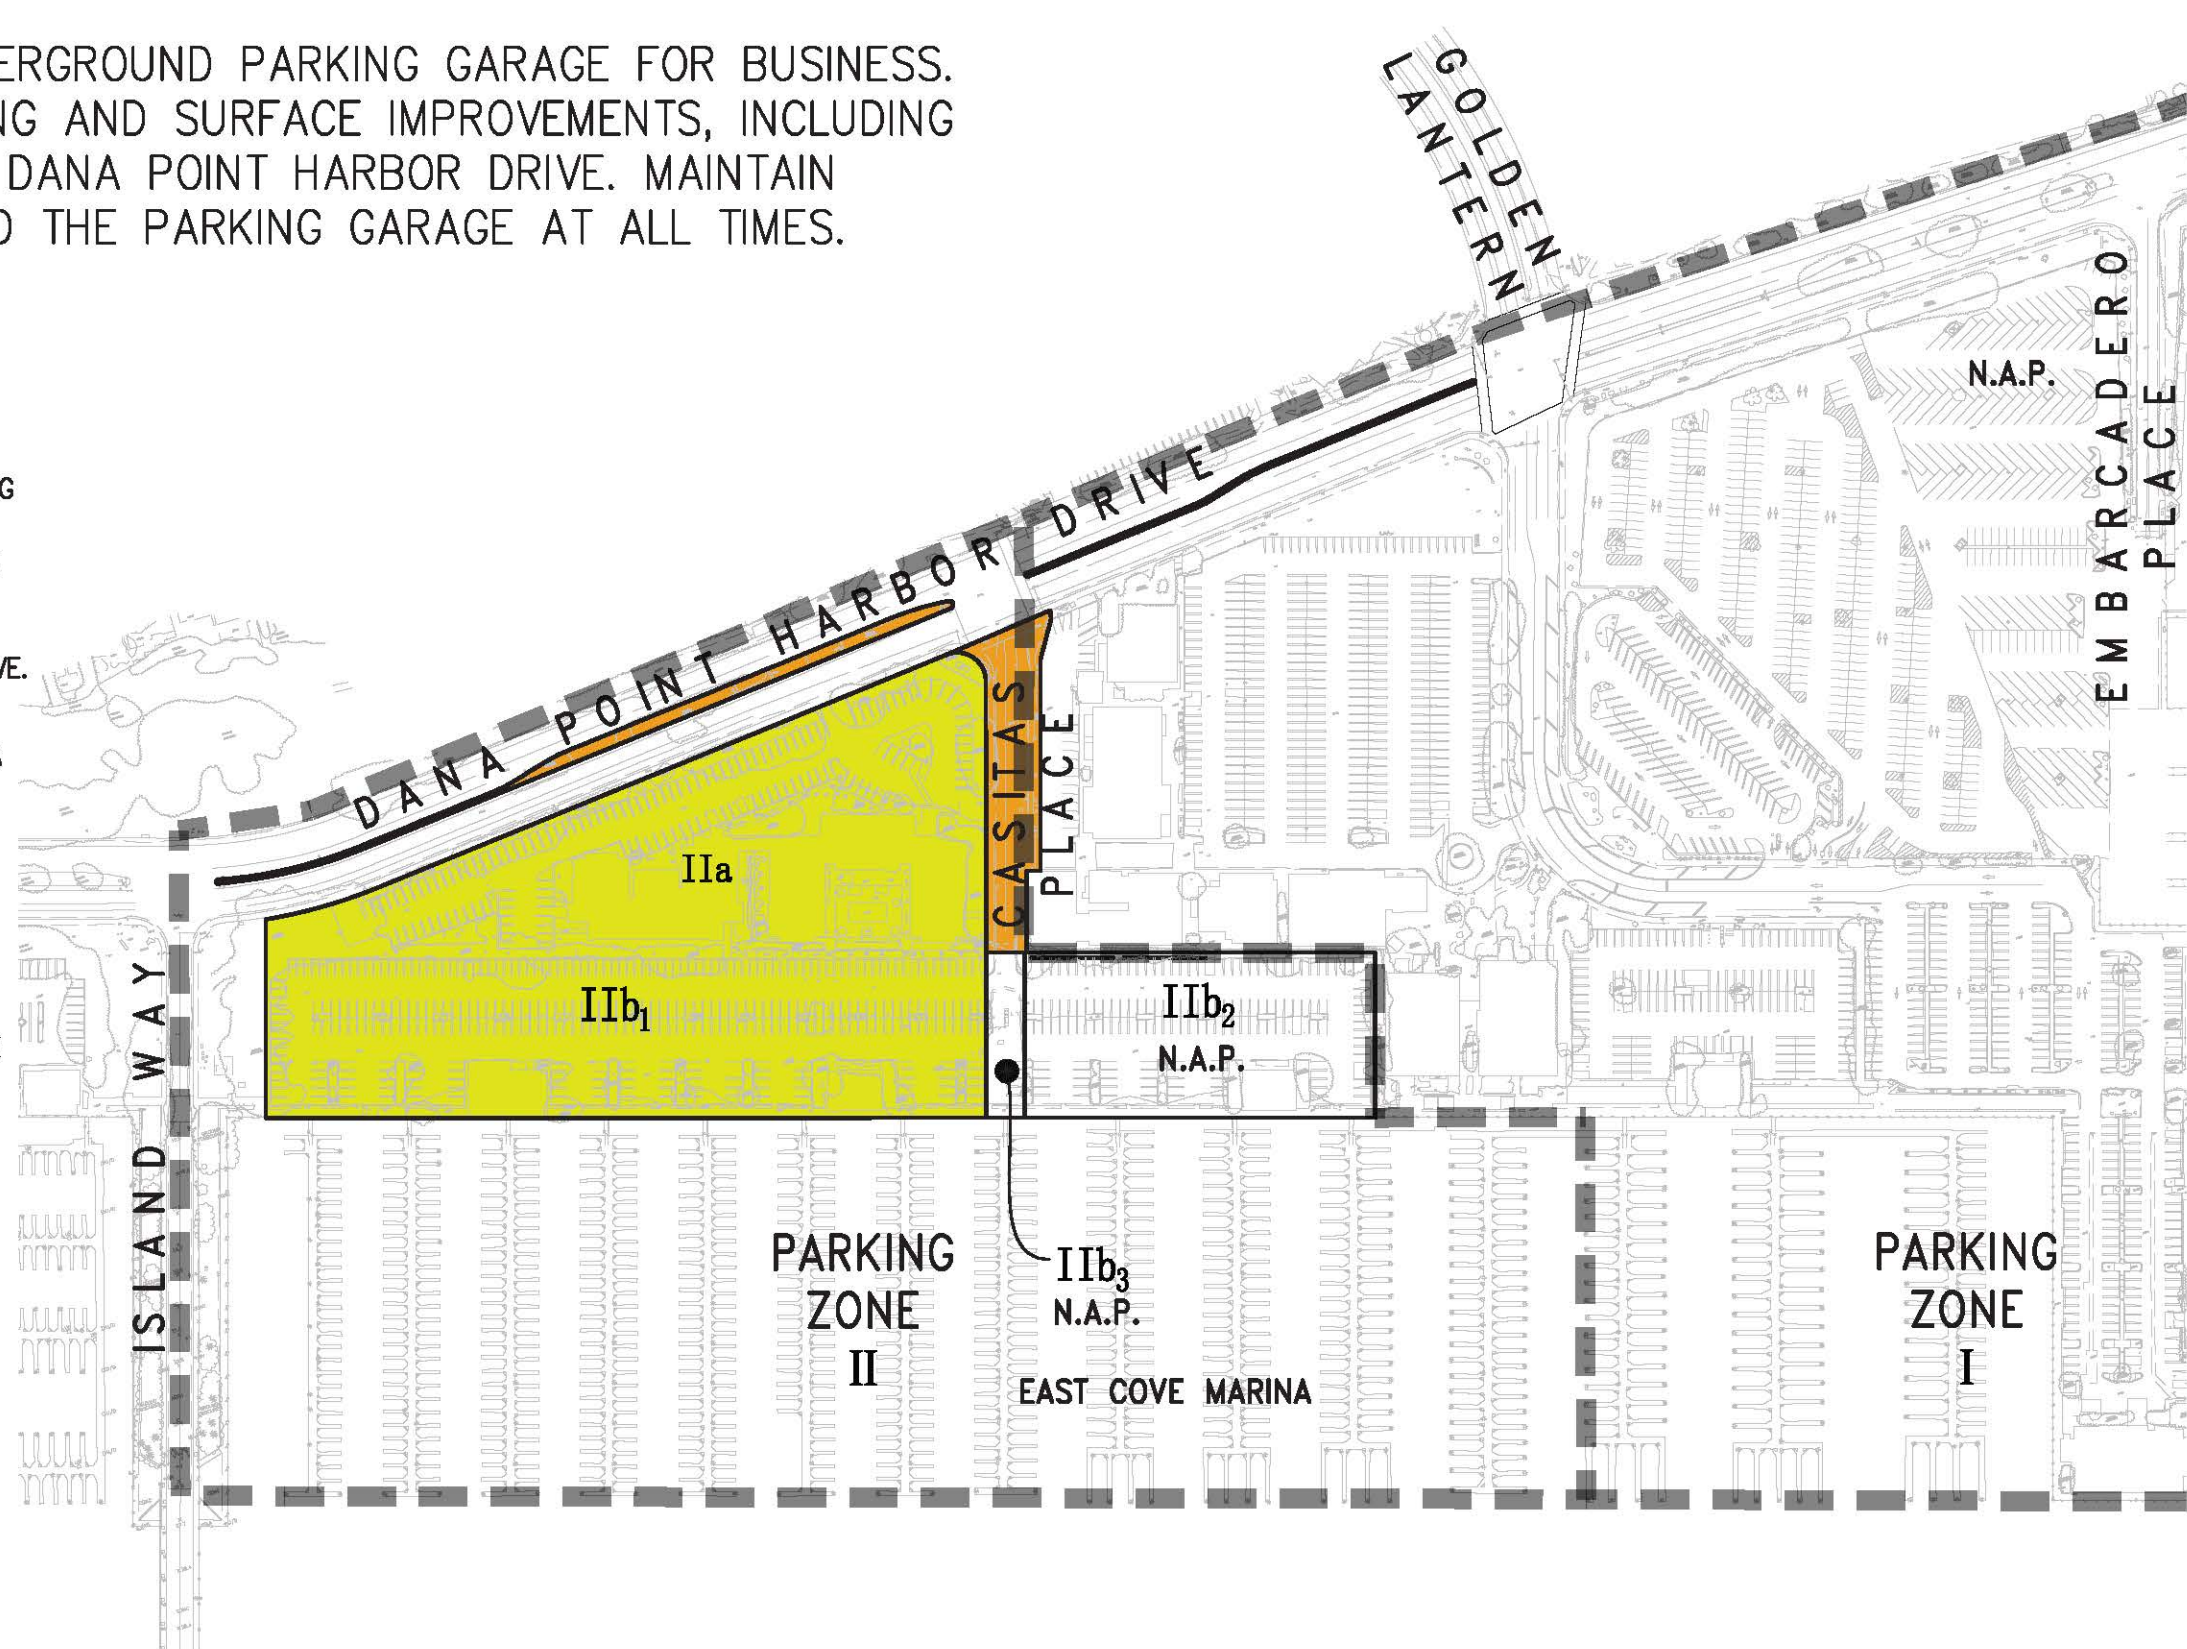 ERGROUND PARKING GARAGE FOR BUSINESS.
NG AND SURFACE IMPROVEMENTS, INCLUDING
DANA POINT HARBOR DRIVE. MAINTAIN
THE PARKING GARAGE AT ALL TIMES.
GOLDEN
LANTERN
EMBARCADERO
PLACE
N.A.P.
G
VE.
DANA POINT HARBOR DRIVE
CASITAS
PLACE
ISLAND WAY
IIa
IIb1
IIb2
N.A.P.
IIb3
N.A.P.
PARKING
ZONE
II
EAST COVE MARINA
PARKING
ZONE
I